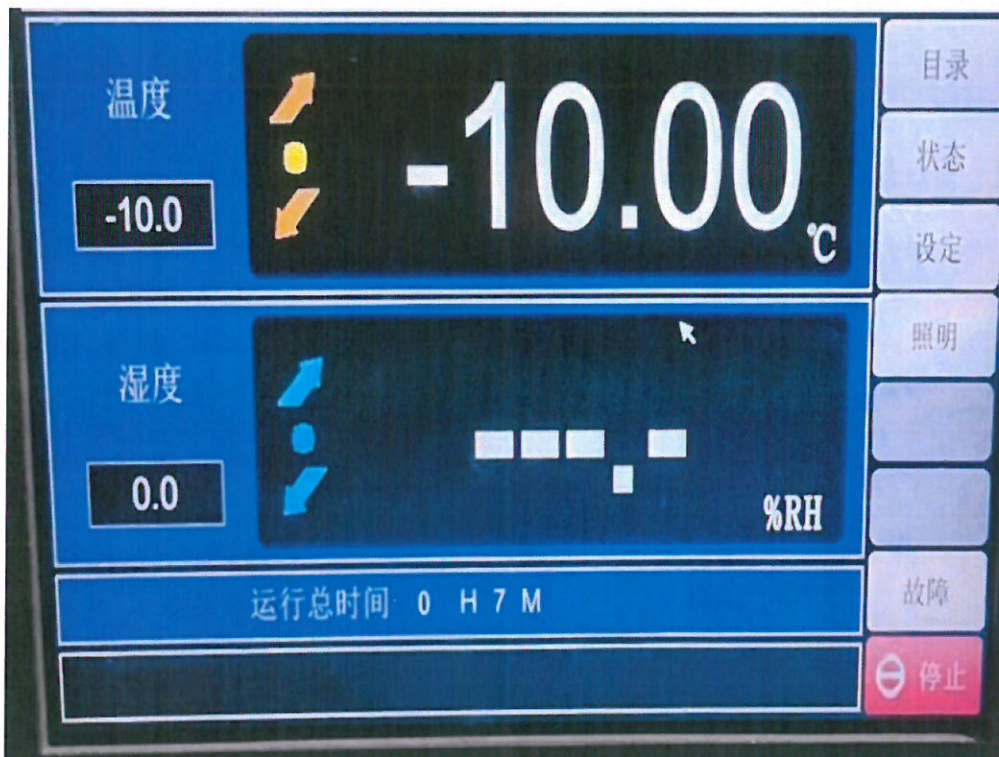 温度
-10.0
-10.00
℃
目录
状态
设定
照明
湿度
0.0
---.-
%RH
运行总时间 0 H 7 M
故障
停止